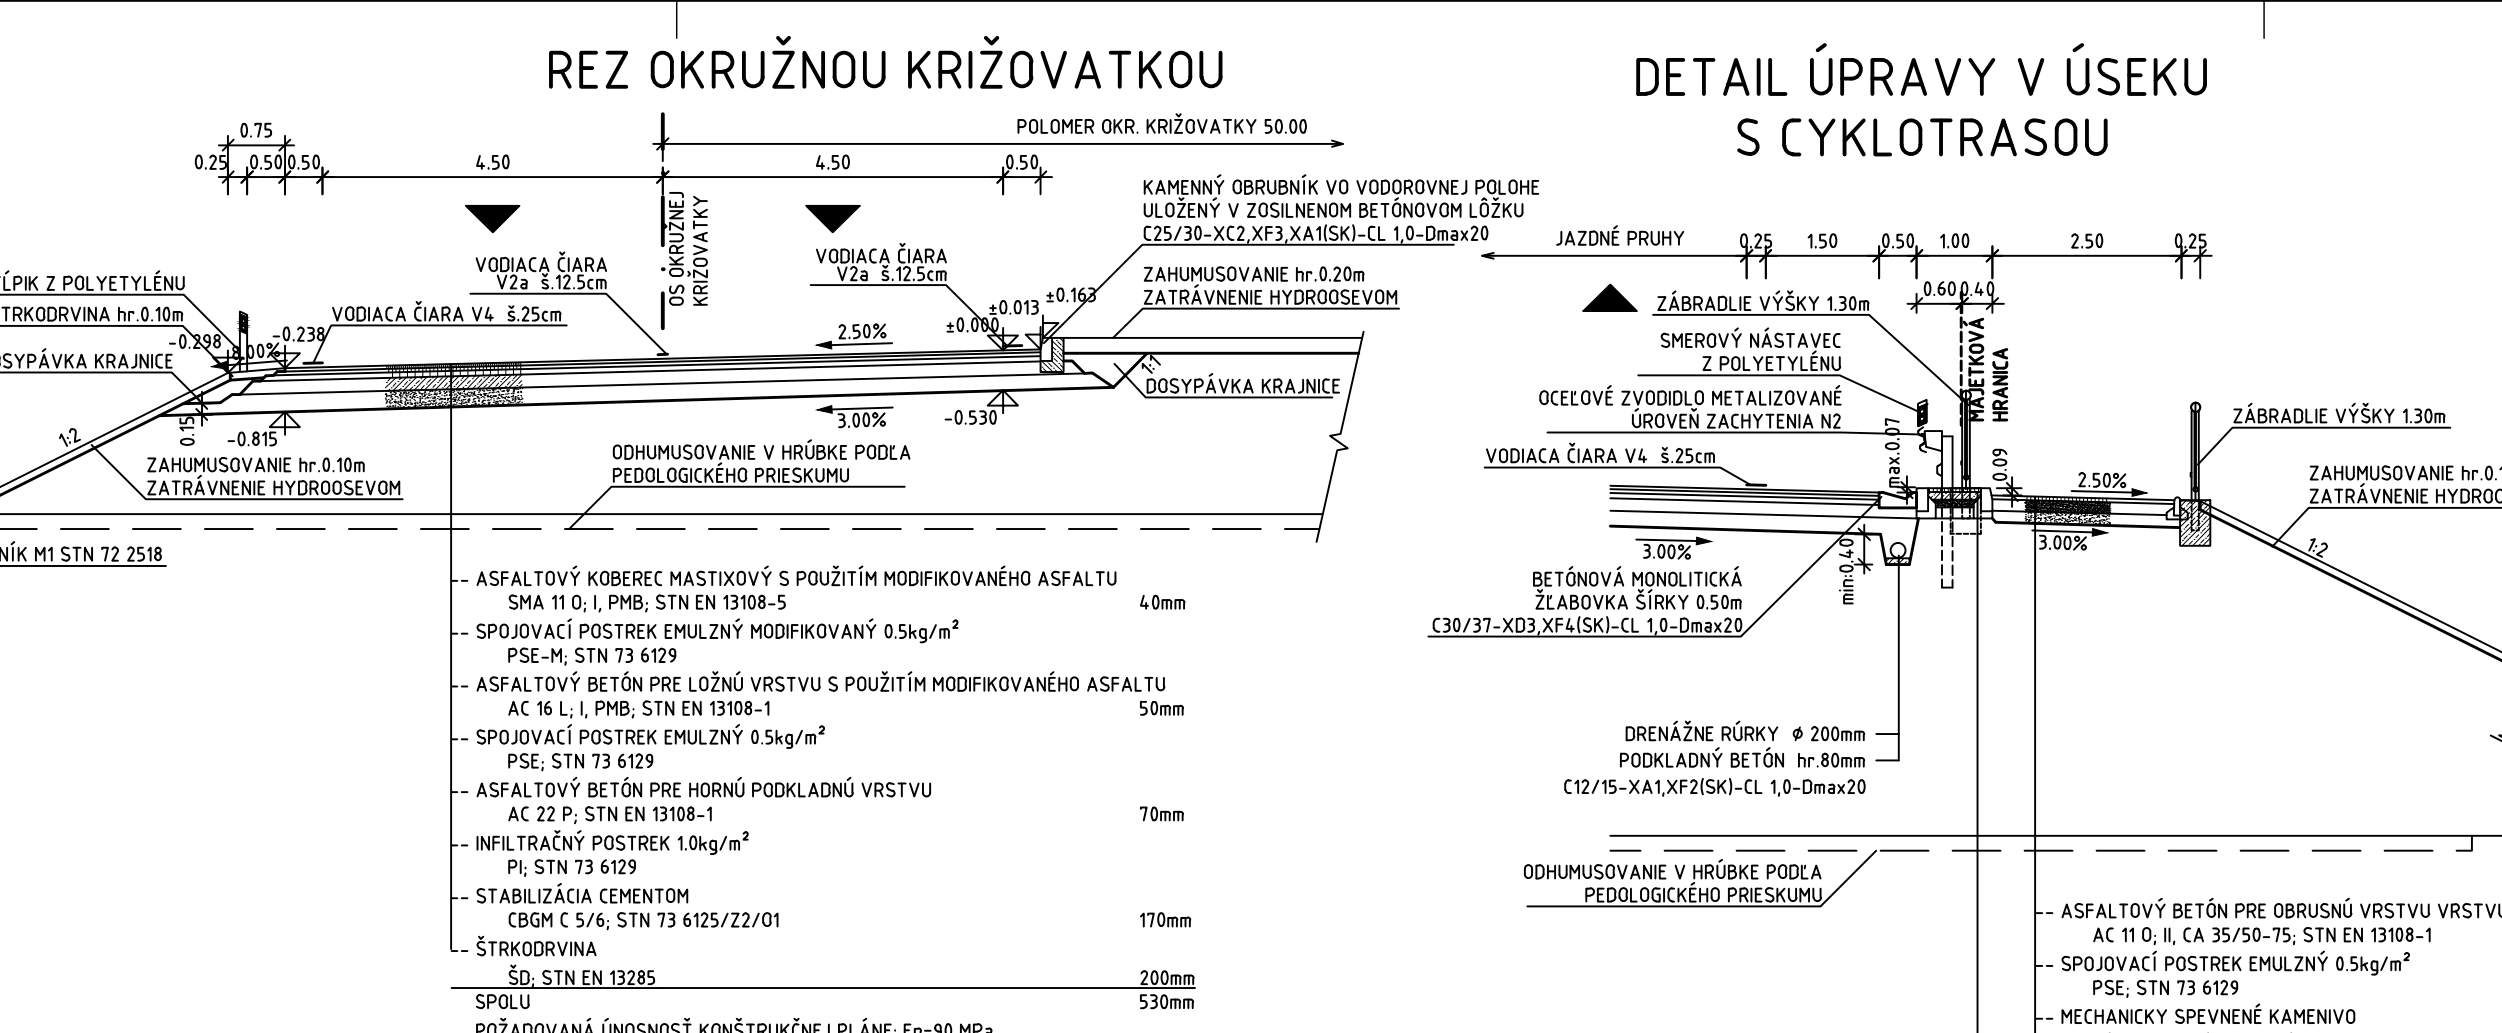 REZ OKRUŽNOU KRIŽOVATKOU
POLOMER OKR. KRIŽOVATKY 50.00
0.75
0.25 0.50 0.50 4.50 4.50 0.50
OS OKRUŽNEJ
KRIŽOVATKY
KAMENNÝ OBRUBNÍK VO VODOROVNEJ POLOHE
ULOŽENÝ V ZOSILNENOM BETÓNOVOM LÔŽKU
C25/30-XC2,XF3,XA1(SK)-CL 1,0-Dmax20
VODIACA ČIARA
V2a š.12.5cm
VODIACA ČIARA
V2a š.12.5cm
ZAHUMUSOVANIE hr.0.20m
ZATRÁVNENIE HYDROOSEVOM
ĹPIK Z POLYETYLÉNU
TRKODRVINA hr.0.10m
VODIACA ČIARA V4 š.25cm
±0.163
±0.013
±0.000
-0.298
-0.238
8.00%
2.50%
OSYPÁVKA KRAJNICE
1:1
DOSYPÁVKA KRAJNICE
3.00%
-0.530
0.15
-0.815
1:2
ZAHUMUSOVANIE hr.0.10m
ZATRÁVNENIE HYDROOSEVOM
ODHUMUSOVANIE V HRÚBKE PODĽA
PEDOLOGICKÉHO PRIESKUMU
NÍK M1 STN 72 2518
ASFALTOVÝ KOBEREC MASTIXOVÝ S POUŽITÍM MODIFIKOVANÉHO ASFALTU
SMA 11 O; I, PMB; STN EN 13108-5 40mm
SPOJOVACÍ POSTREK EMULZNÝ MODIFIKOVANÝ 0.5kg/m²
PSE-M; STN 73 6129
ASFALTOVÝ BETÓN PRE LOŽNÚ VRSTVU S POUŽITÍM MODIFIKOVANÉHO ASFALTU
AC 16 L; I, PMB; STN EN 13108-1 50mm
SPOJOVACÍ POSTREK EMULZNÝ 0.5kg/m²
PSE; STN 73 6129
ASFALTOVÝ BETÓN PRE HORNÚ PODKLADNÚ VRSTVU
AC 22 P; STN EN 13108-1 70mm
INFILTRAČNÝ POSTREK 1.0kg/m²
PI; STN 73 6129
STABILIZÁCIA CEMENTOM
CBGM C 5/6; STN 73 6125/Z2/O1 170mm
ŠTRKODRVINA
ŠD; STN EN 13285 200mm
SPOLU 530mm
POŽADOVANÁ ÚNOSNOSŤ KONŠTRUKČNEJ PLÁNE: Ep=90 MPa
DETAIL ÚPRAVY V ÚSEKU
S CYKLOTRASOU
JAZDNÉ PRUHY 0.25 1.50 0.50 1.00 2.50 0.25
0.60 0.40
ZÁBRADLIE VÝŠKY 1.30m
MAJETKOVÁ
HRANICA
SMEROVÝ NÁSTAVEC
Z POLYETYLÉNU
OCEĽOVÉ ZVODIDLO METALIZOVANÉ
ÚROVEŇ ZACHYTENIA N2
ZÁBRADLIE VÝŠKY 1.30m
VODIACA ČIARA V4 š.25cm
max.0.07
0.09
2.50%
ZAHUMUSOVANIE hr.0.1
ZATRÁVNENIE HYDROO
3.00%
3.00%
1:2
min:0.40
BETÓNOVÁ MONOLITICKÁ
ŽĽABOVKA ŠÍRKY 0.50m
C30/37-XD3,XF4(SK)-CL 1,0-Dmax20
DRENÁŽNE RÚRKY ø 200mm
PODKLADNÝ BETÓN hr.80mm
C12/15-XA1,XF2(SK)-CL 1,0-Dmax20
ODHUMUSOVANIE V HRÚBKE PODĽA
PEDOLOGICKÉHO PRIESKUMU
ASFALTOVÝ BETÓN PRE OBRUSNÚ VRSTVU VRSTVU
AC 11 O; II, CA 35/50-75; STN EN 13108-1
SPOJOVACÍ POSTREK EMULZNÝ 0.5kg/m²
PSE; STN 73 6129
MECHANICKY SPEVNENÉ KAMENIVO